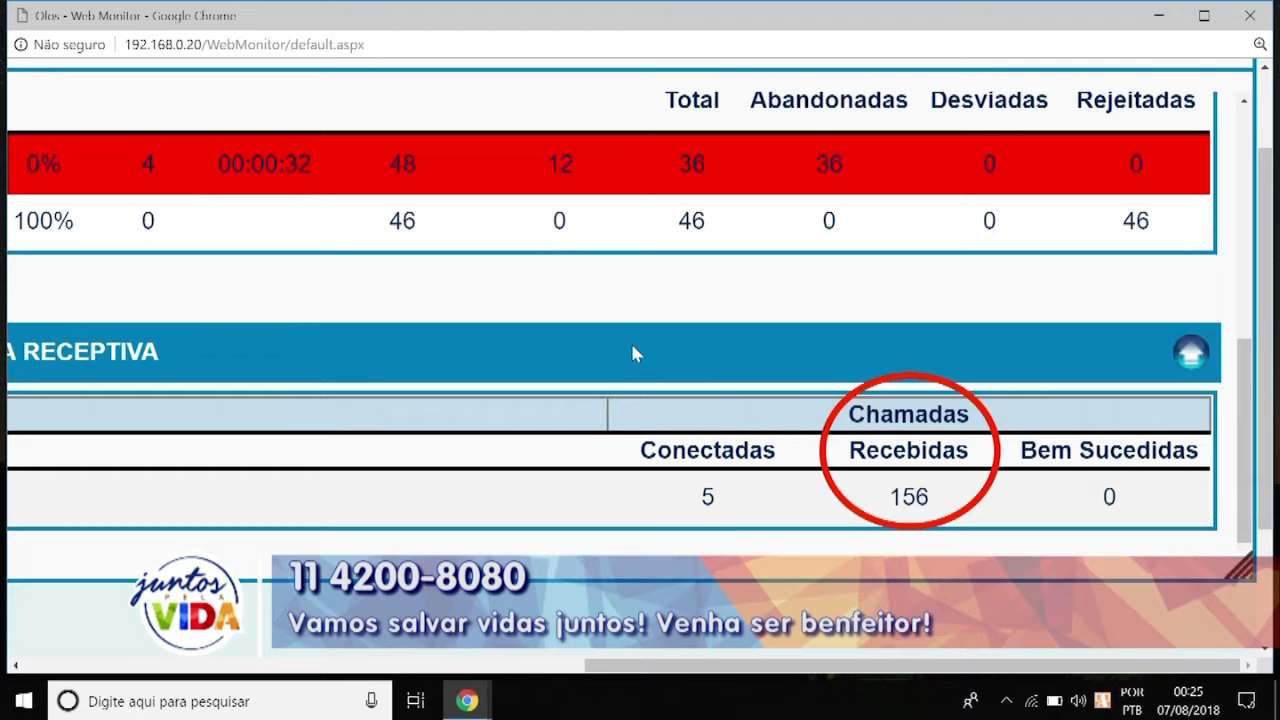 Olos - Web Monitor - Google Chrome
Não seguro 192.168.0.20/WebMonitor/default.aspx
Total Abandonadas Desviadas Rejeitadas
0% 4 00:00:32 48 12 36 36 0 0
100% 0 46 0 46 0 0 46
A RECEPTIVA
Chamadas
Conectadas Recebidas Bem Sucedidas
5 156 0
juntos
PELA
VIDA
11 4200-8080
Vamos salvar vidas juntos! Venha ser benfeitor!
Digite aqui para pesquisar
POR
PTB
00:25
07/08/2018